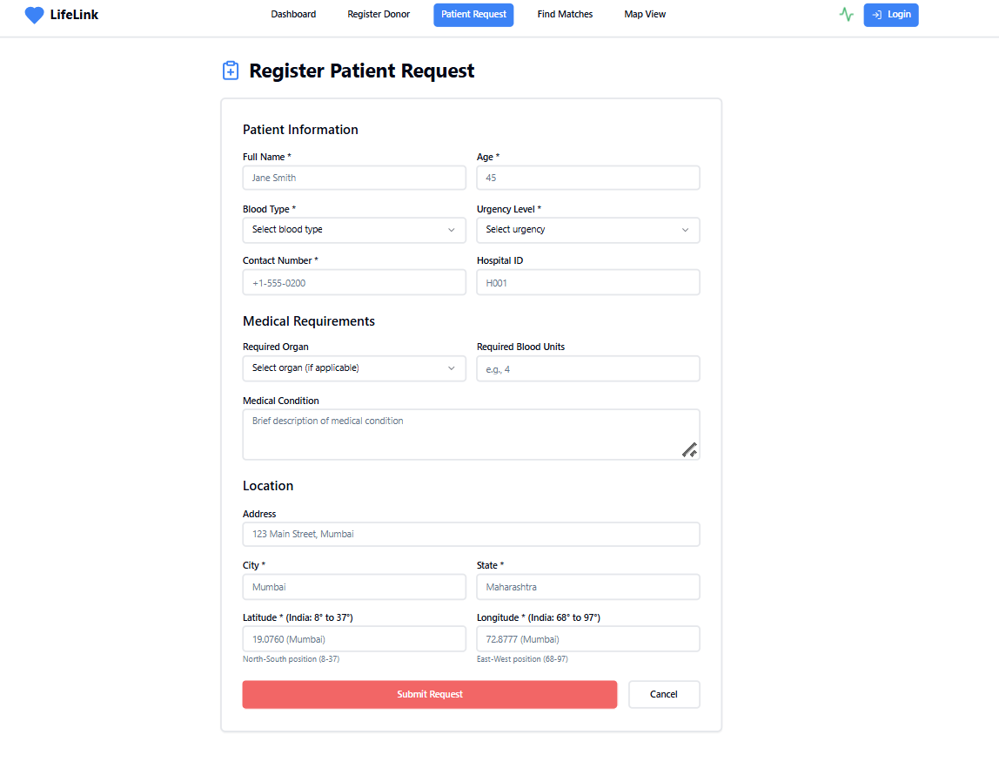 LifeLink Dashboard Register Donor Patient Request Find Matches Map View Login
Register Patient Request
Patient Information
Full Name * Age *
Jane Smith 45
Blood Type * Urgency Level *
Select blood type Select urgency
Contact Number * Hospital ID
+1-555-0200 H001
Medical Requirements
Required Organ Required Blood Units
Select organ (if applicable) e.g., 4
Medical Condition
Brief description of medical condition
Location
Address
123 Main Street, Mumbai
City * State *
Mumbai Maharashtra
Latitude * (India: 8° to 37°) Longitude * (India: 68° to 97°)
19.0760 (Mumbai) 72.8777 (Mumbai)
North-South position (8-37) East-West position (68-97)
Submit Request Cancel